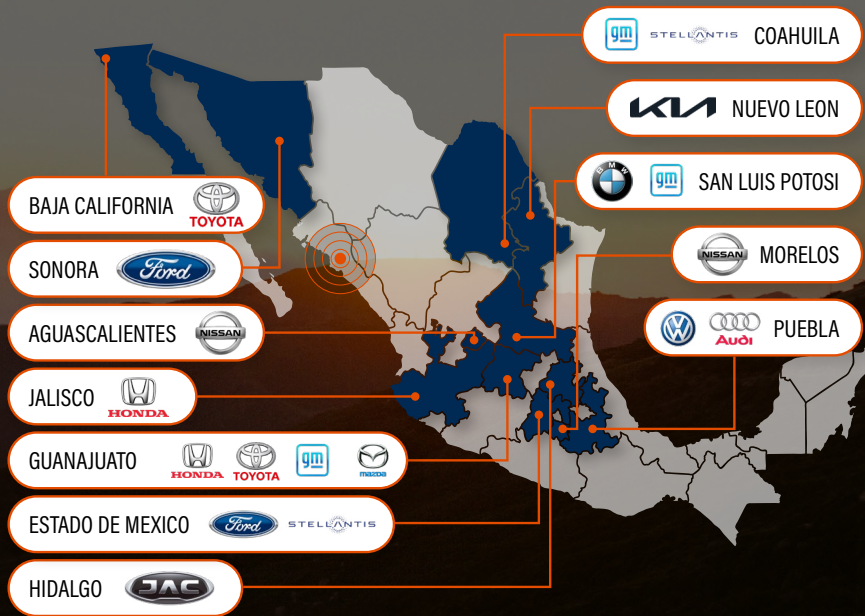 gm STELLANTIS COAHUILA
KIA NUEVO LEON
BMW gm SAN LUIS POTOSI
BAJA CALIFORNIA TOYOTA
NISSAN MORELOS
SONORA Ford
AGUASCALIENTES NISSAN
VW Audi PUEBLA
JALISCO HONDA
GUANAJUATO HONDA TOYOTA gm mazda
ESTADO DE MEXICO Ford STELLANTIS
HIDALGO JAC